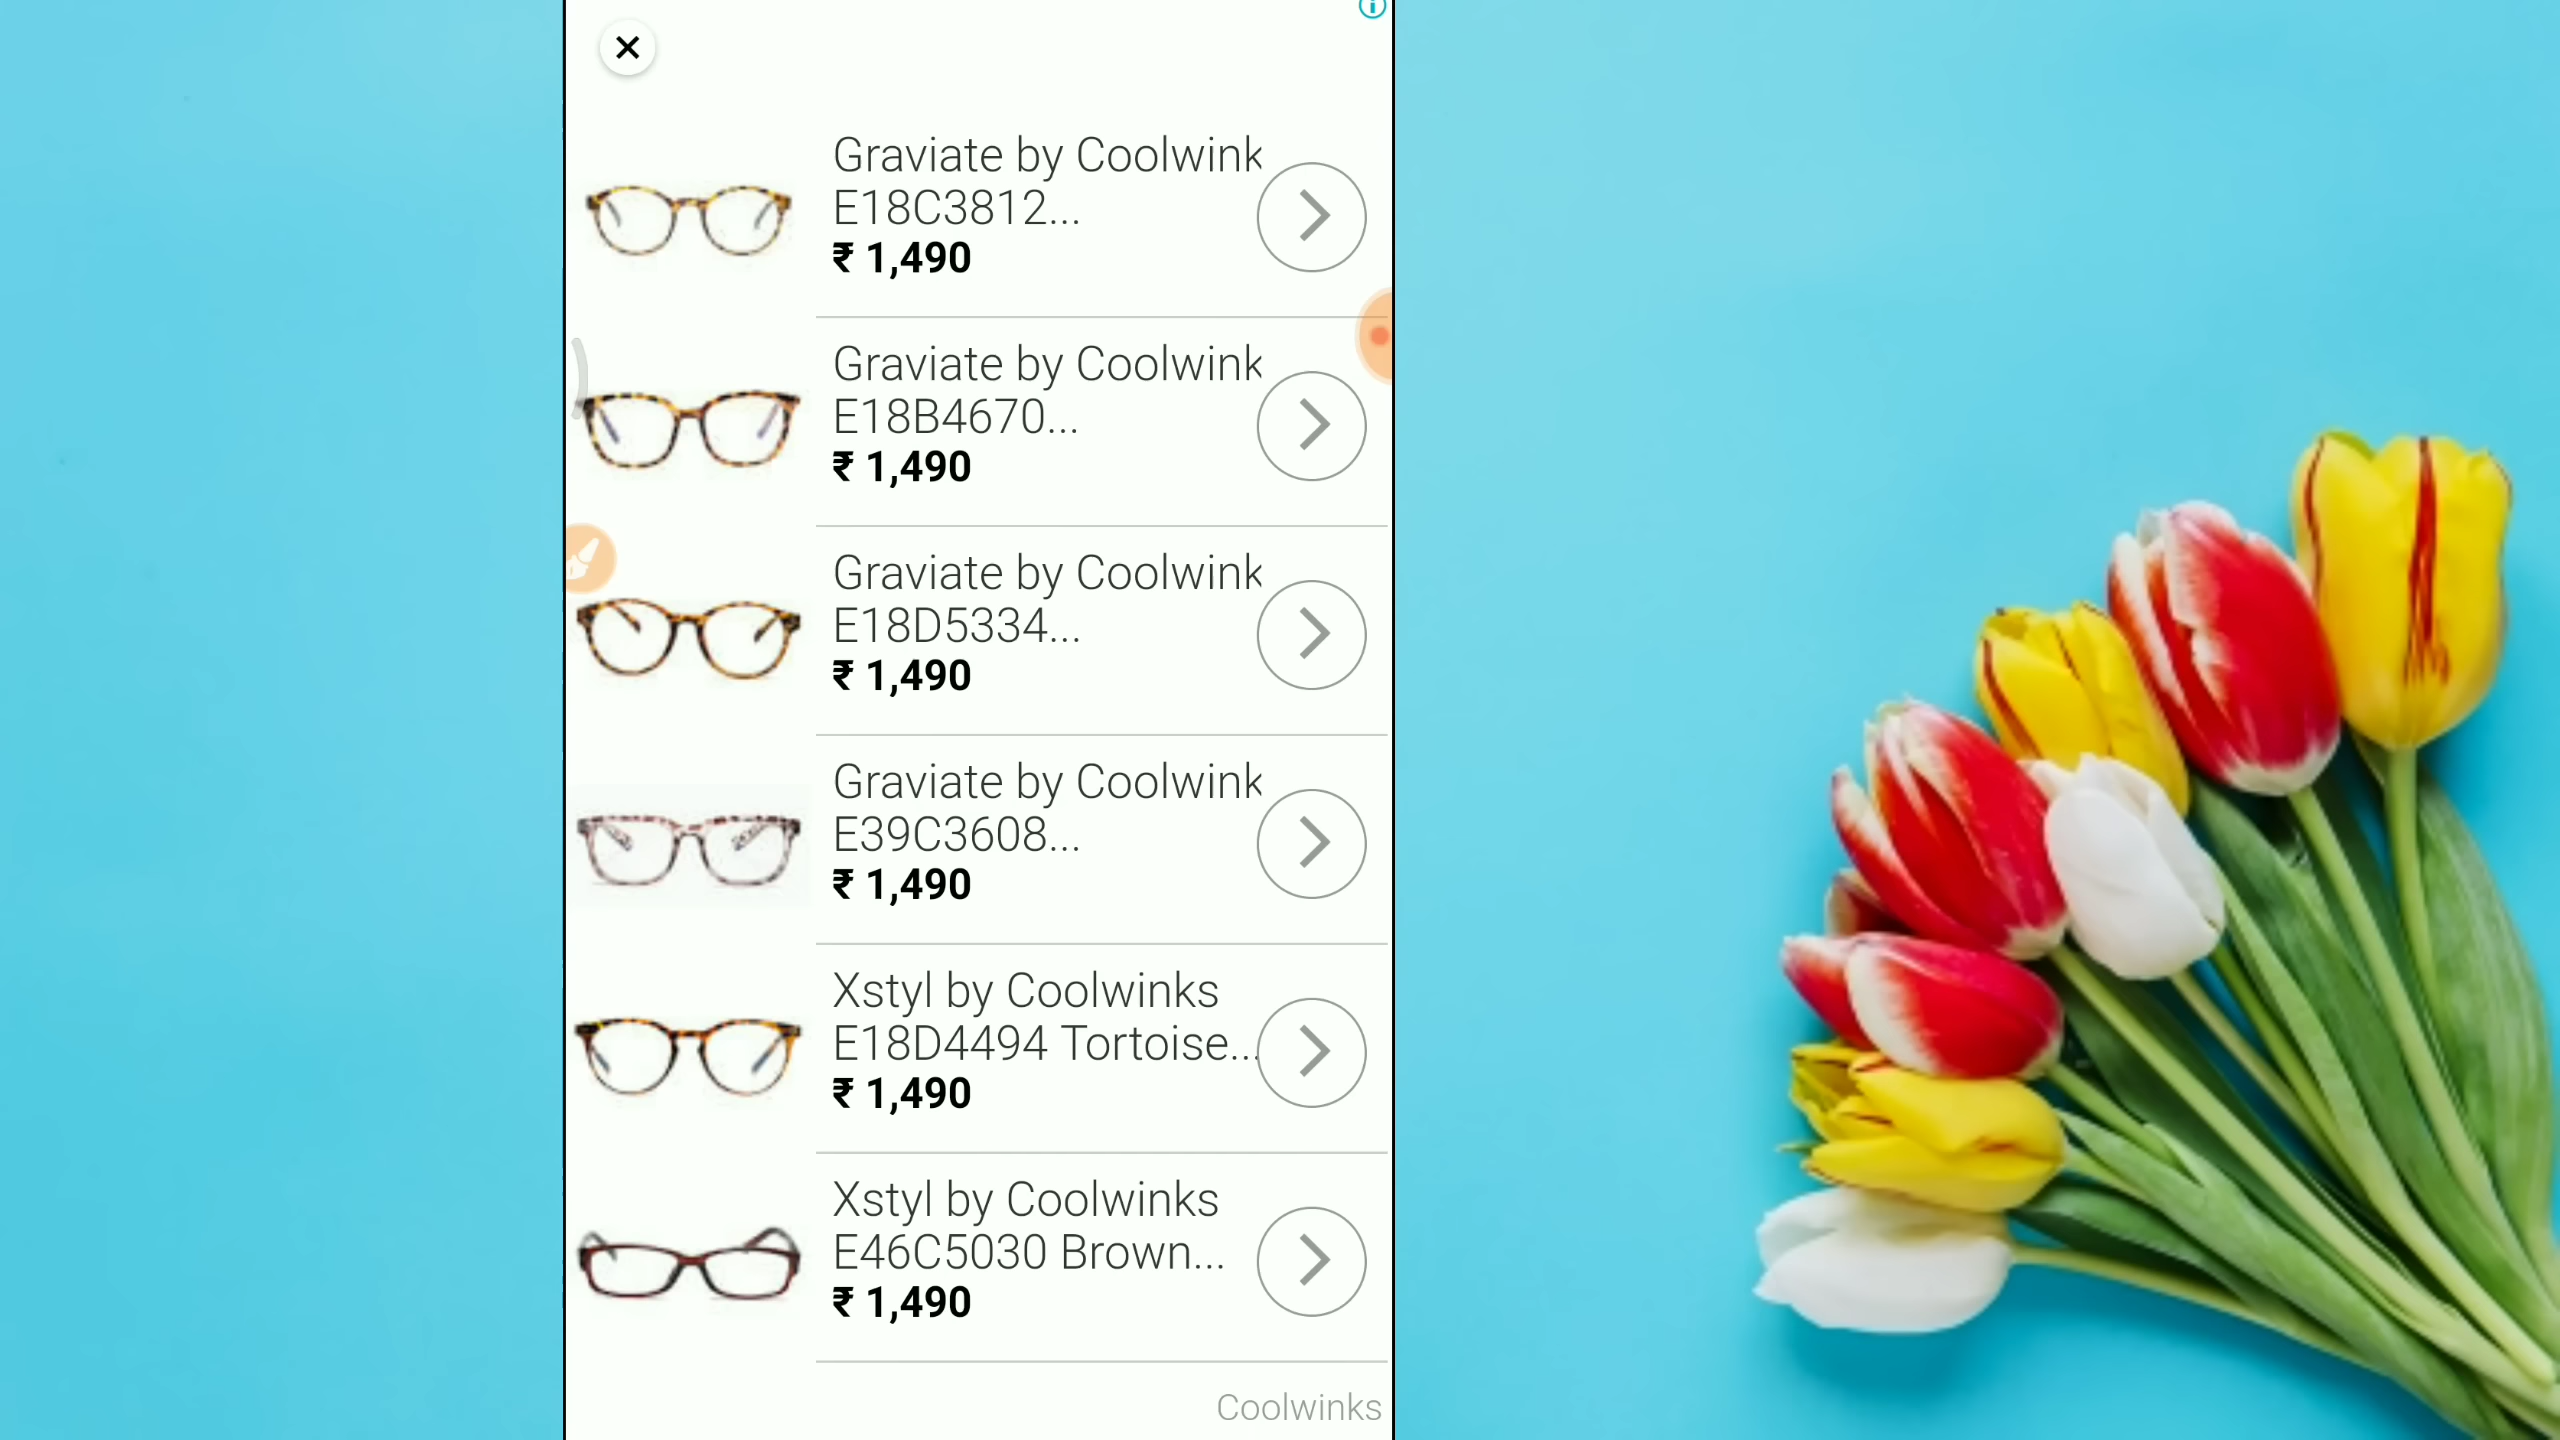 Graviate by Coolwink
E18C3812...
₹ 1,490
Graviate by Coolwink
E18B4670...
₹ 1,490
Graviate by Coolwink
E18D5334...
₹ 1,490
Graviate by Coolwink
E39C3608...
₹ 1,490
Xstyl by Coolwinks
E18D4494 Tortoise...
₹ 1,490
Xstyl by Coolwinks
E46C5030 Brown...
₹ 1,490
Coolwinks